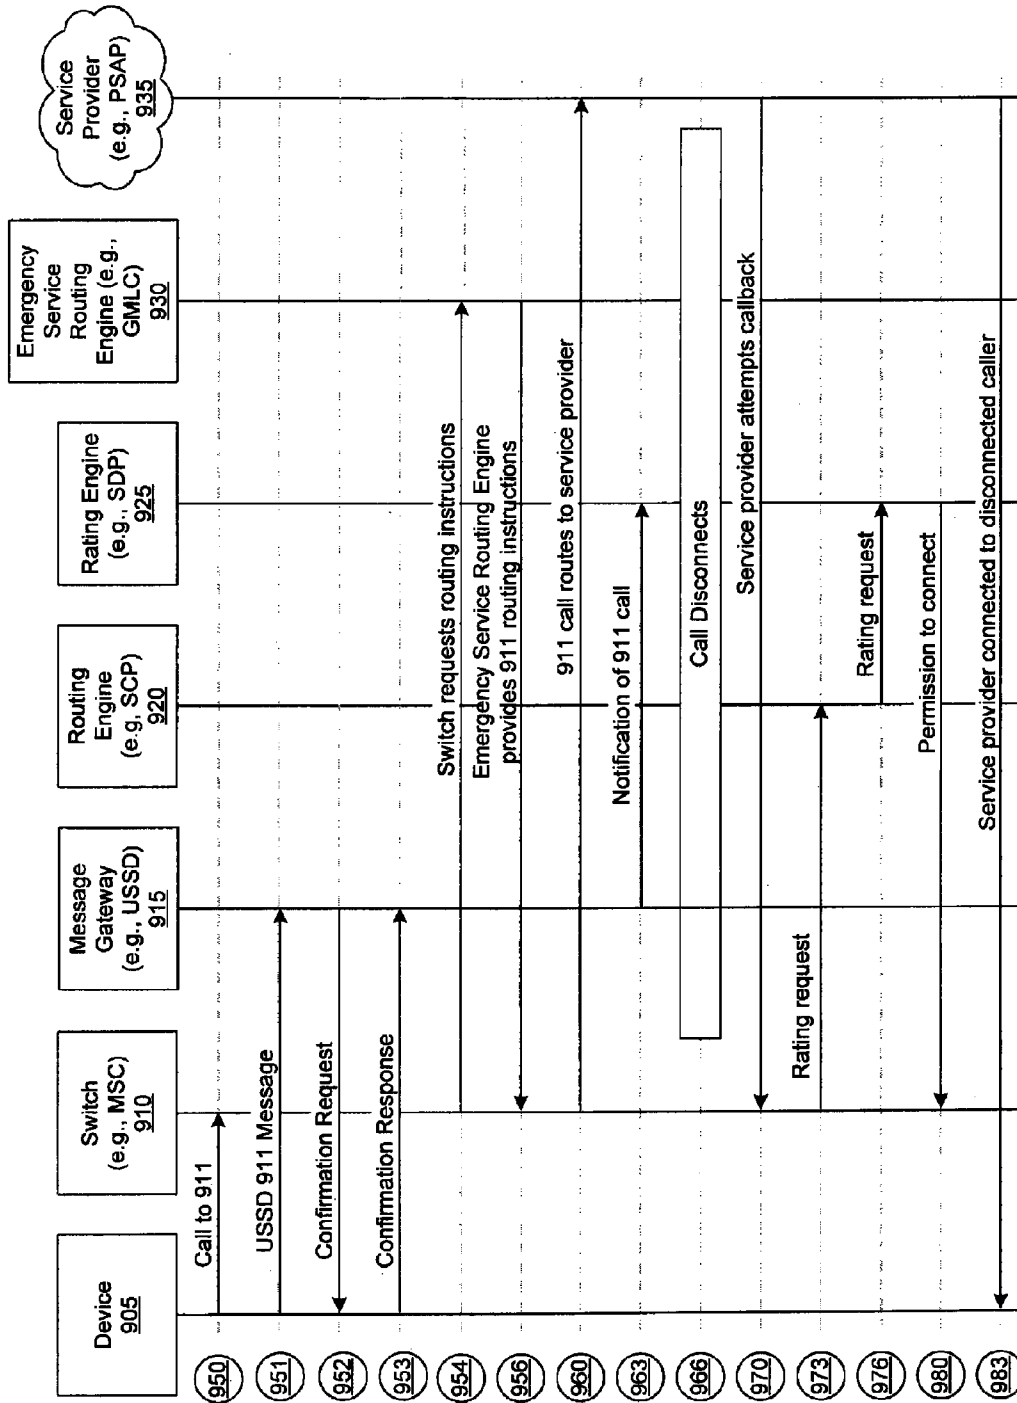 Device
905
Switch
(e.g., MSC)
910
Message
Gateway
(e.g., USSD)
915
Routing
Engine
(e.g, SCP)
920
Rating Engine
(e.g., SDP)
925
Emergency
Service
Routing
Engine (e.g.,
GMLC)
930
Service
Provider
(e.g., PSAP)
935
950
Call to 911
951
USSD 911 Message
952
Confirmation Request
953
Confirmation Response
954
Switch requests routing instructions
956
Emergency Service Routing Engine
provides 911 routing instructions
960
911 call routes to service provider
963
Notification of 911 call
966
Call Disconnects
970
Service provider attempts callback
973
Rating request
976
Rating request
980
Permission to connect
983
Service provider connected to disconnected caller